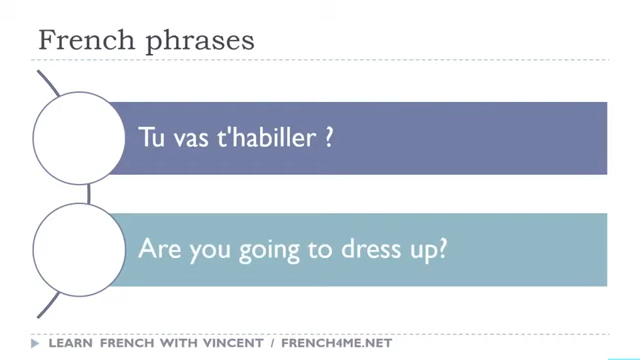 French phrases
Tu vas t'habiller ?
Are you going to dress up?
LEARN FRENCH WITH VINCENT / FRENCH4ME.NET